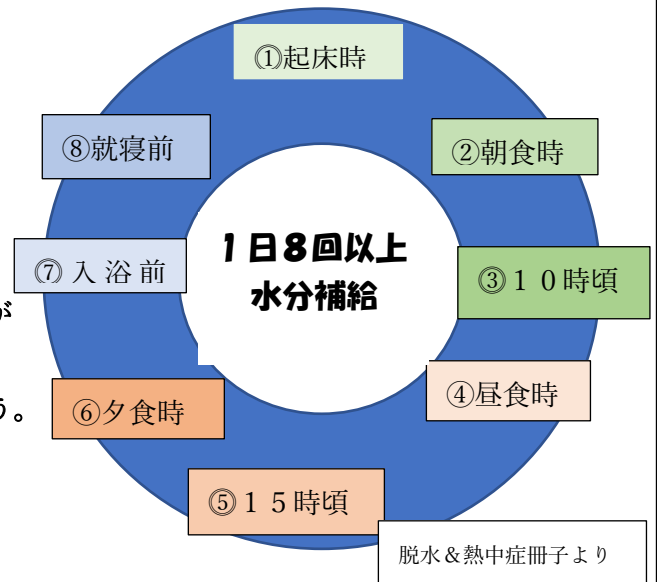 ①起床時
②朝食時
③１０時頃
④昼食時
⑤１５時頃
⑥夕食時
⑦入浴前
⑧就寝前
１日８回以上
水分補給
が
う。
脱水＆熱中症冊子より